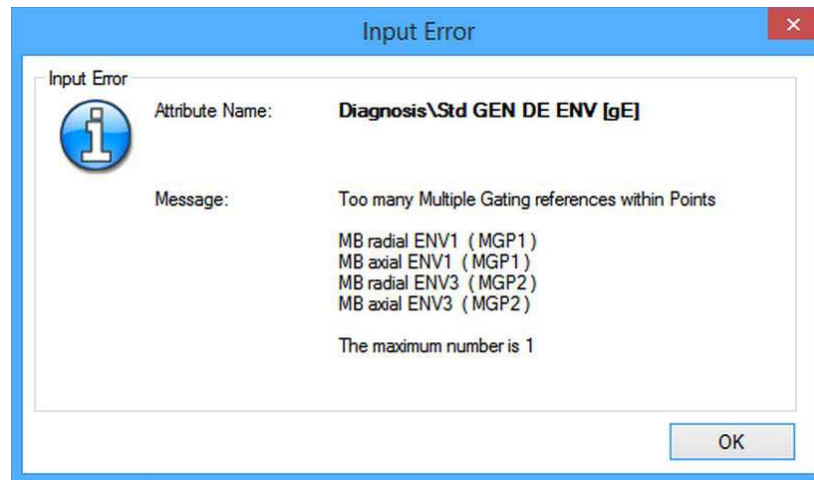 Input Error
Input Error
Attribute Name: Diagnosis\Std GEN DE ENV [gE]
Message: Too many Multiple Gating references within Points
MB radial ENV1 ( MGP1 )
MB axial ENV1 ( MGP1 )
MB radial ENV3 ( MGP2 )
MB axial ENV3 ( MGP2 )
The maximum number is 1
OK